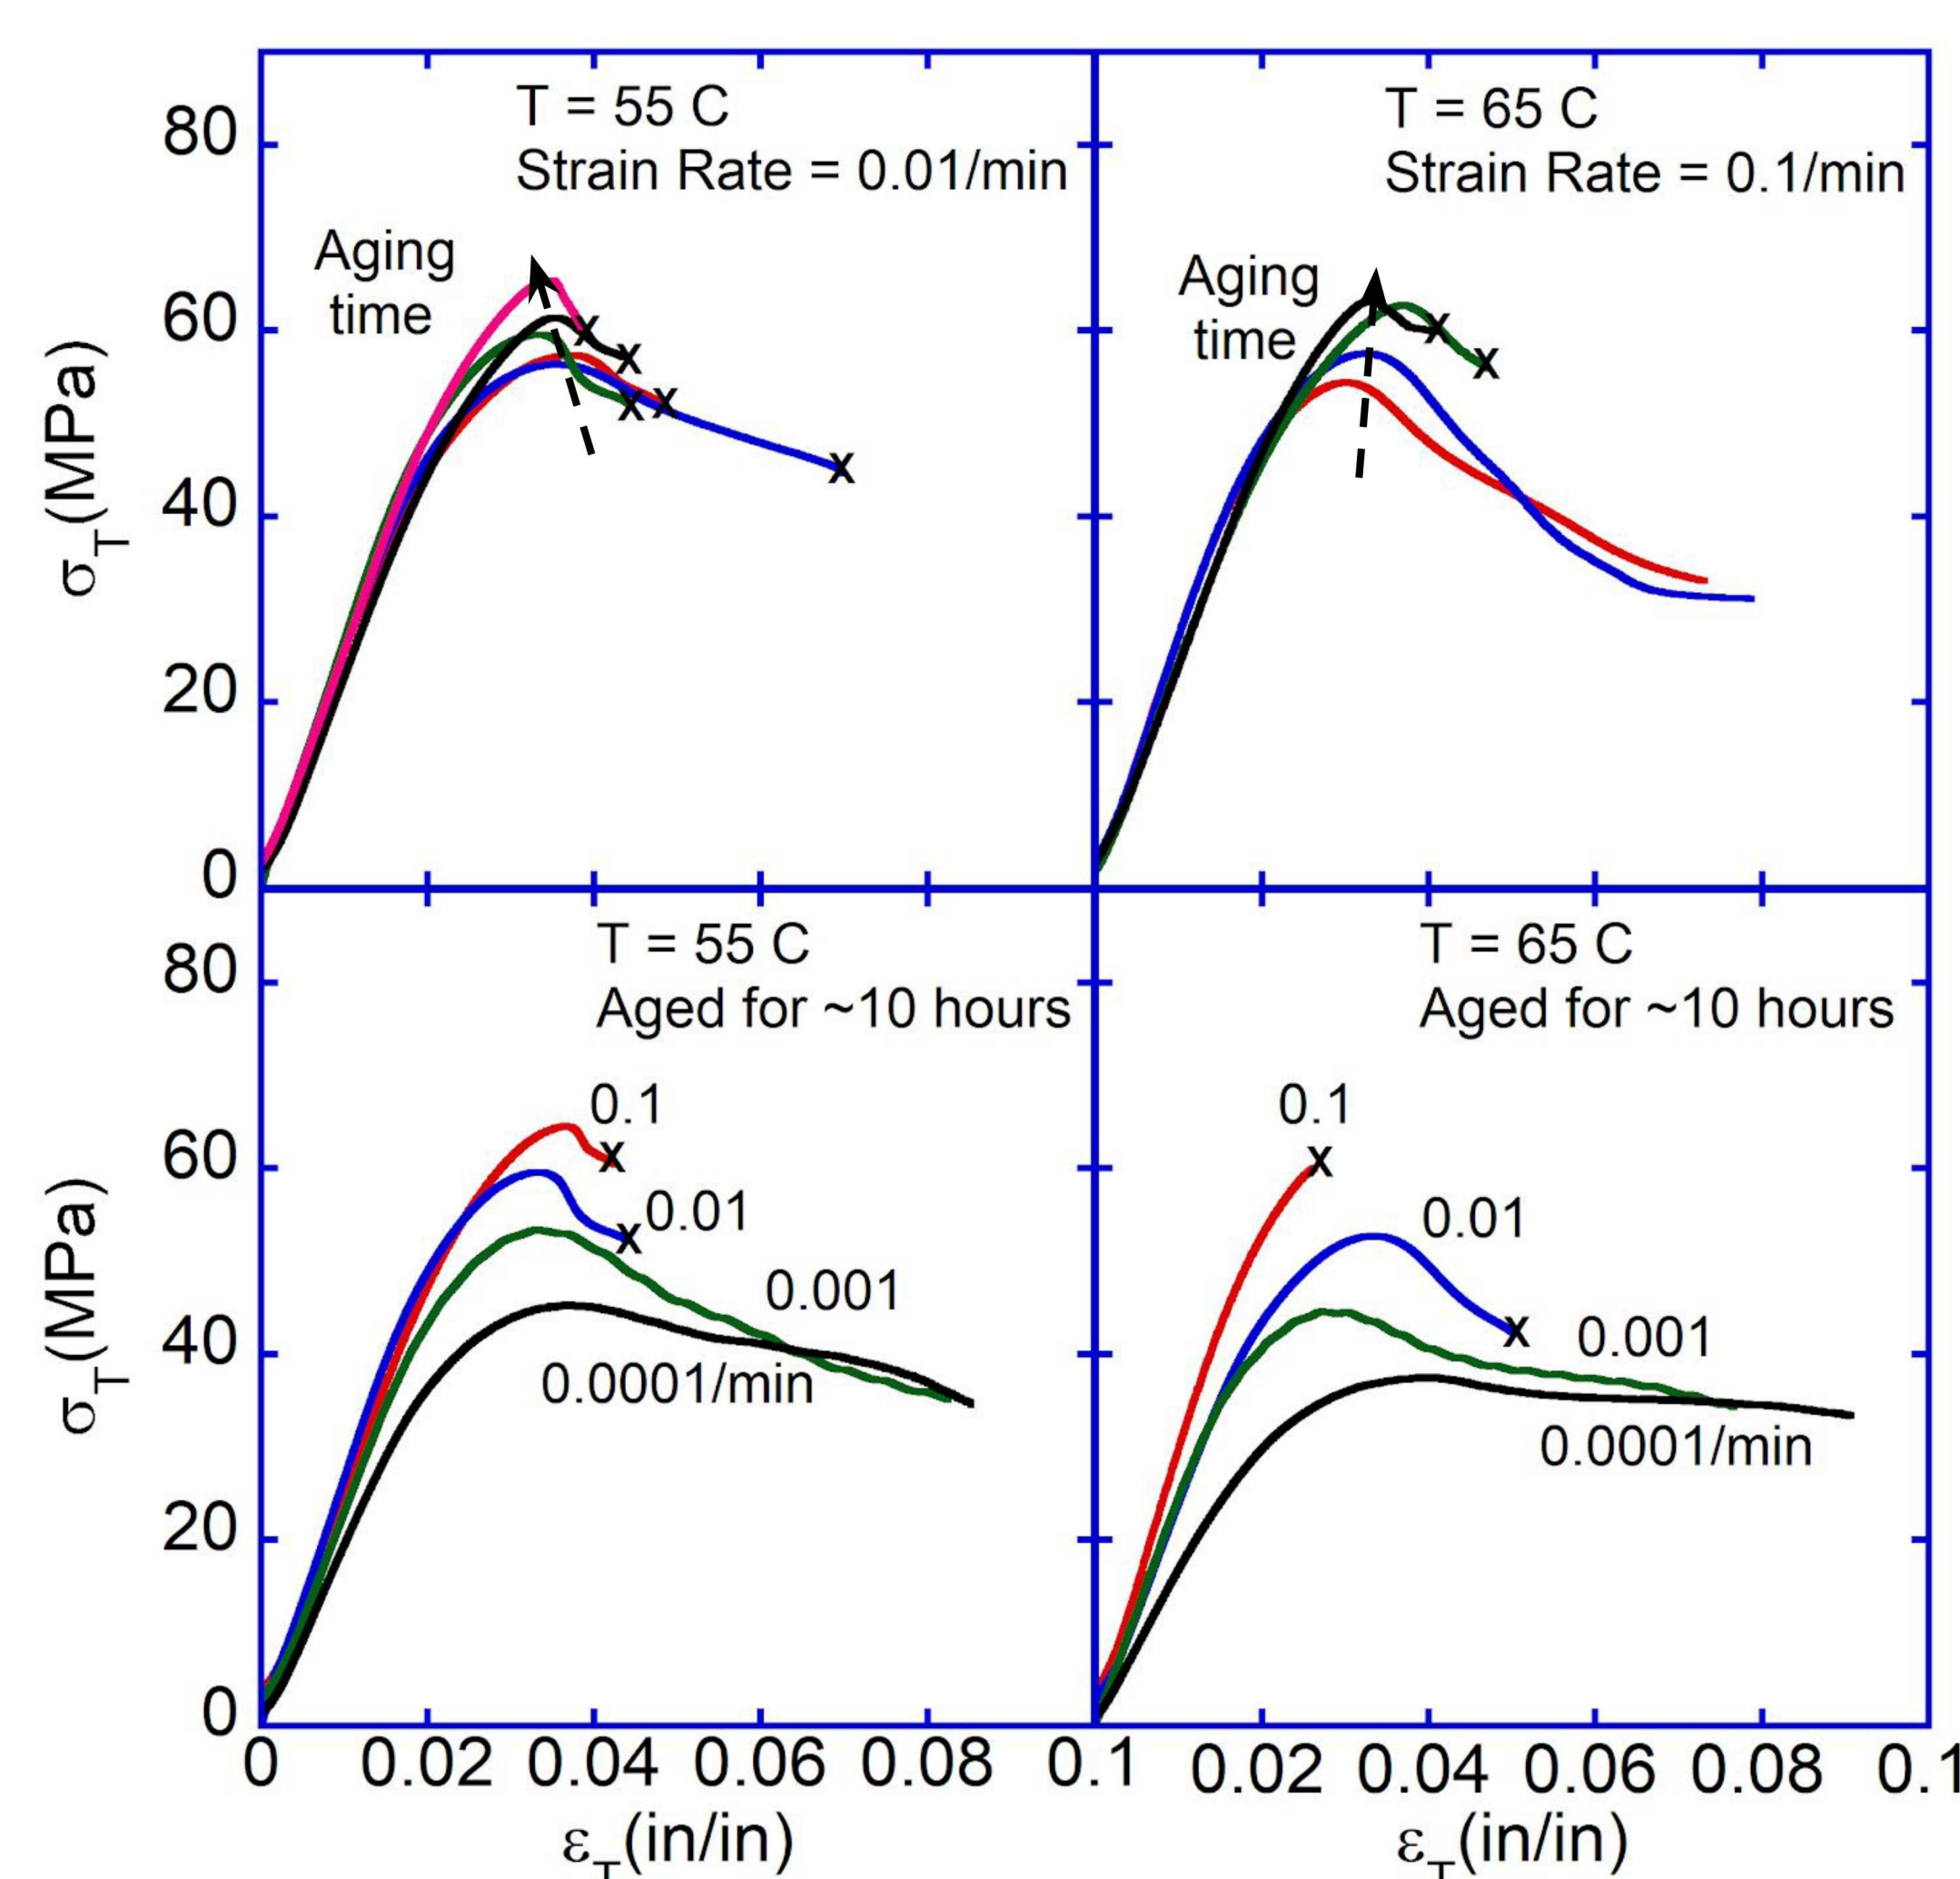 T = 55 C
Strain Rate = 0.01/min
Aging
time
X
X
X
X
X
T = 65 C
Strain Rate = 0.1/min
Aging
time
X
X
80
60
40
20
0
σT(MPa)
T = 55 C
Aged for ~10 hours
0.1
X
0.01
X
0.001
0.0001/min
T = 65 C
Aged for ~10 hours
0.1
X
0.01
X
0.001
0.0001/min
80
60
40
20
0
σT(MPa)
0 0.02 0.04 0.06 0.08 0.1 0.02 0.04 0.06 0.08 0.1
εT(in/in) εT(in/in)